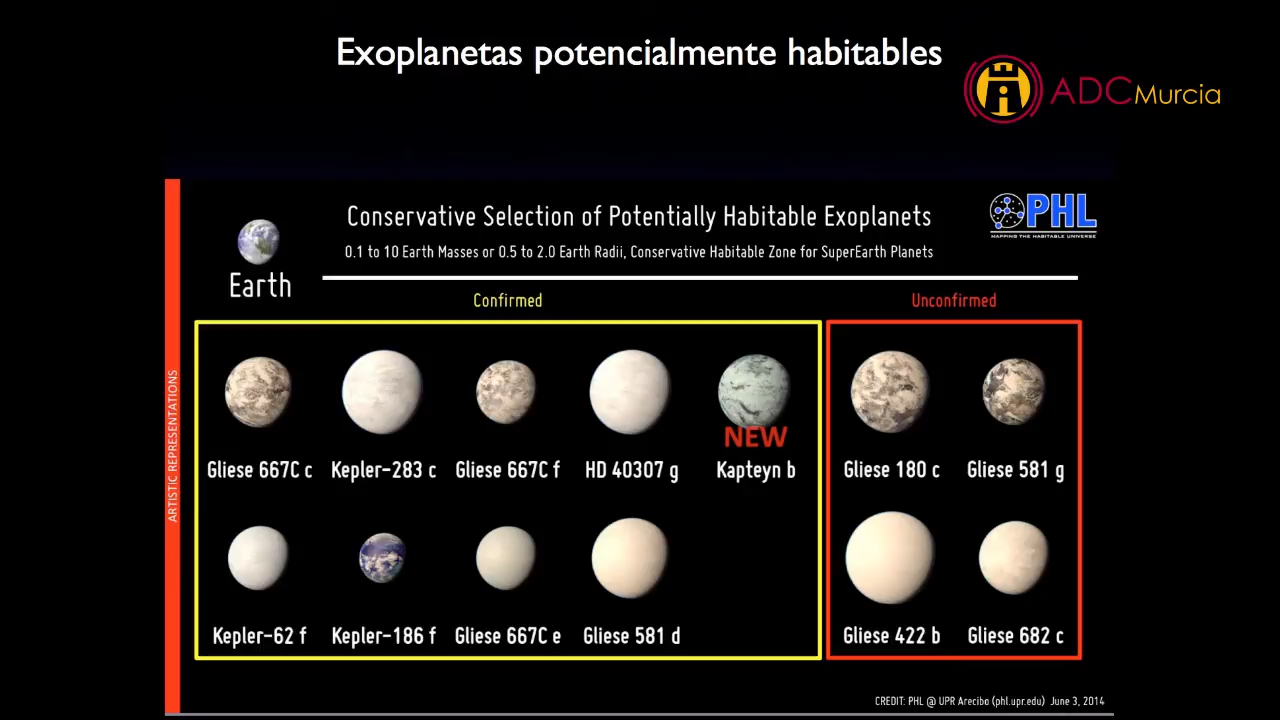 Exoplanetas potencialmente habitables
ADCMurcia
Conservative Selection of Potentially Habitable Exoplanets
PHL
MAPPING THE HABITABLE UNIVERSE
0.1 to 10 Earth Masses or 0.5 to 2.0 Earth Radii, Conservative Habitable Zone for SuperEarth Planets
Earth
Confirmed
Unconfirmed
ARTISTIC REPRESENTATIONS
NEW
Gliese 667C c Kepler-283 c Gliese 667C f HD 40307 g Kapteyn b
Gliese 180 c Gliese 581 g
Kepler-62 f Kepler-186 f Gliese 667C e Gliese 581 d
Gliese 422 b Gliese 682 c
CREDIT: PHL @ UPR Arecibo (phl.upr.edu) June 3, 2014